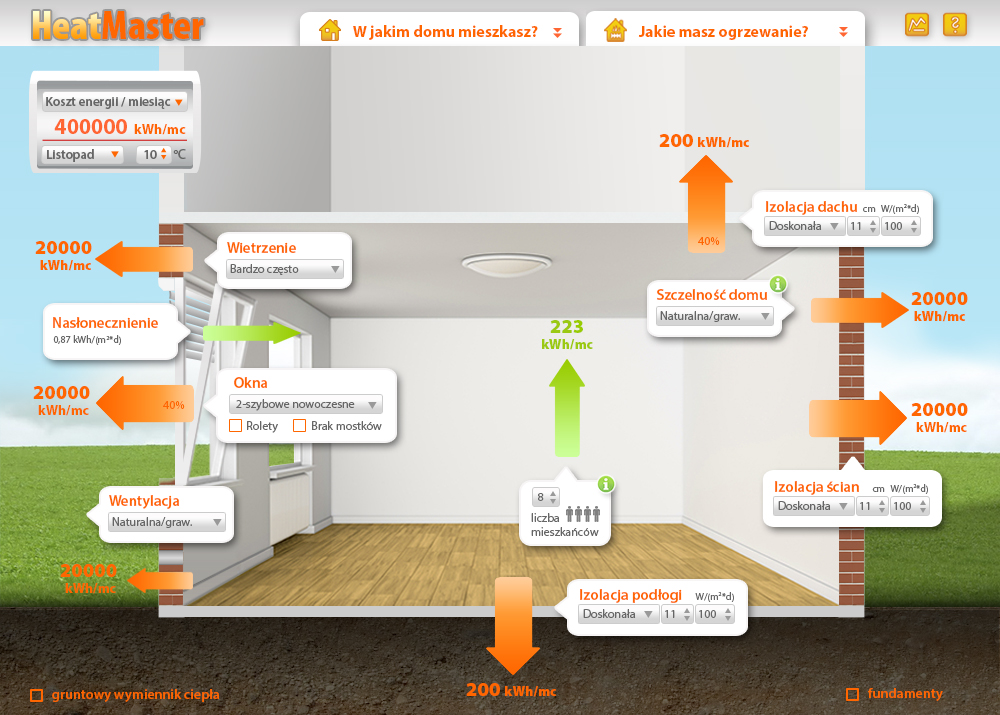 HeatMaster
W jakim domu mieszkasz?
Jakie masz ogrzewanie?
Koszt energii / miesiąc
400000 kWh/mc
Listopad
10 °C
200 kWh/mc
40%
Izolacja dachu cm W/(m²*d)
Doskonała 11 100
20000
kWh/mc
Wietrzenie
Bardzo często
Szczelność domu
Naturalna/graw.
i
20000
kWh/mc
Nasłonecznienie
0,87 kWh/(m²*d)
223
kWh/mc
20000
kWh/mc
40%
Okna
2-szybowe nowoczesne
Rolety
Brak mostków
20000
kWh/mc
Wentylacja
Naturalna/graw.
8
i
liczba
mieszkańców
Izolacja ścian cm W/(m²*d)
Doskonała 11 100
20000
kWh/mc
Izolacja podłogi W/(m²*d)
Doskonała 11 100
200 kWh/mc
gruntowy wymiennik ciepła
fundamenty